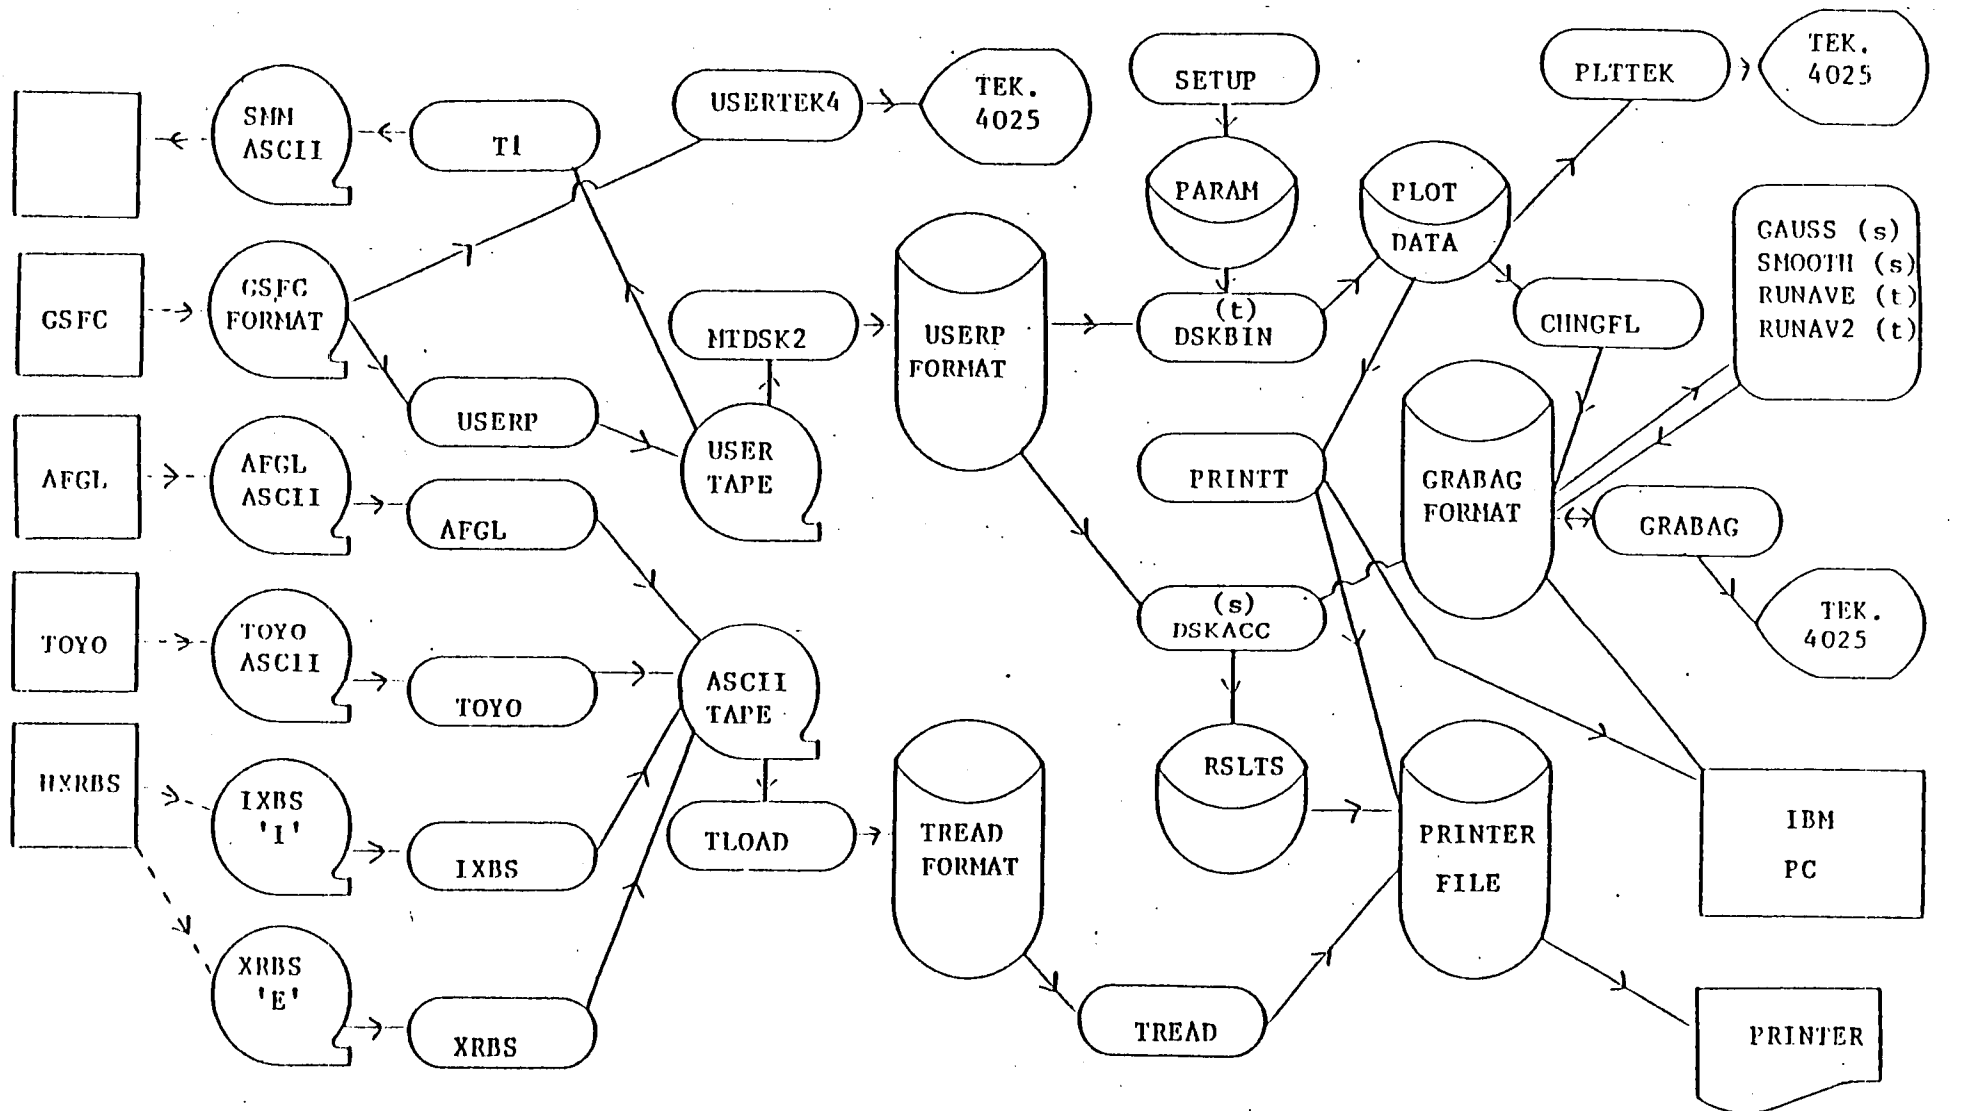 SMM
ASCII
T1
USERTEK4
TEK.
4025
SETUP
PLTTEK
TEK.
4025
GSFC
GSFC
FORMAT
USERP
MTDSK2
USER
TAPE
USERP
FORMAT
PARAM
(t)
DSKBIN
PLOT
DATA
CHNGFL
GAUSS (s)
SMOOTH (s)
RUNAVE (t)
RUNAV2 (t)
AFGL
AFGL
ASCII
AFGL
PRINTT
GRABAG
FORMAT
GRABAG
TEK.
4025
TOYO
TOYO
ASCII
TOYO
ASCII
TAPE
(s)
DSKACC
RSLTS
HXRBS
IXBS
'I'
IXBS
TLOAD
TREAD
FORMAT
PRINTER
FILE
IBM
PC
XRBS
'E'
XRBS
TREAD
PRINTER